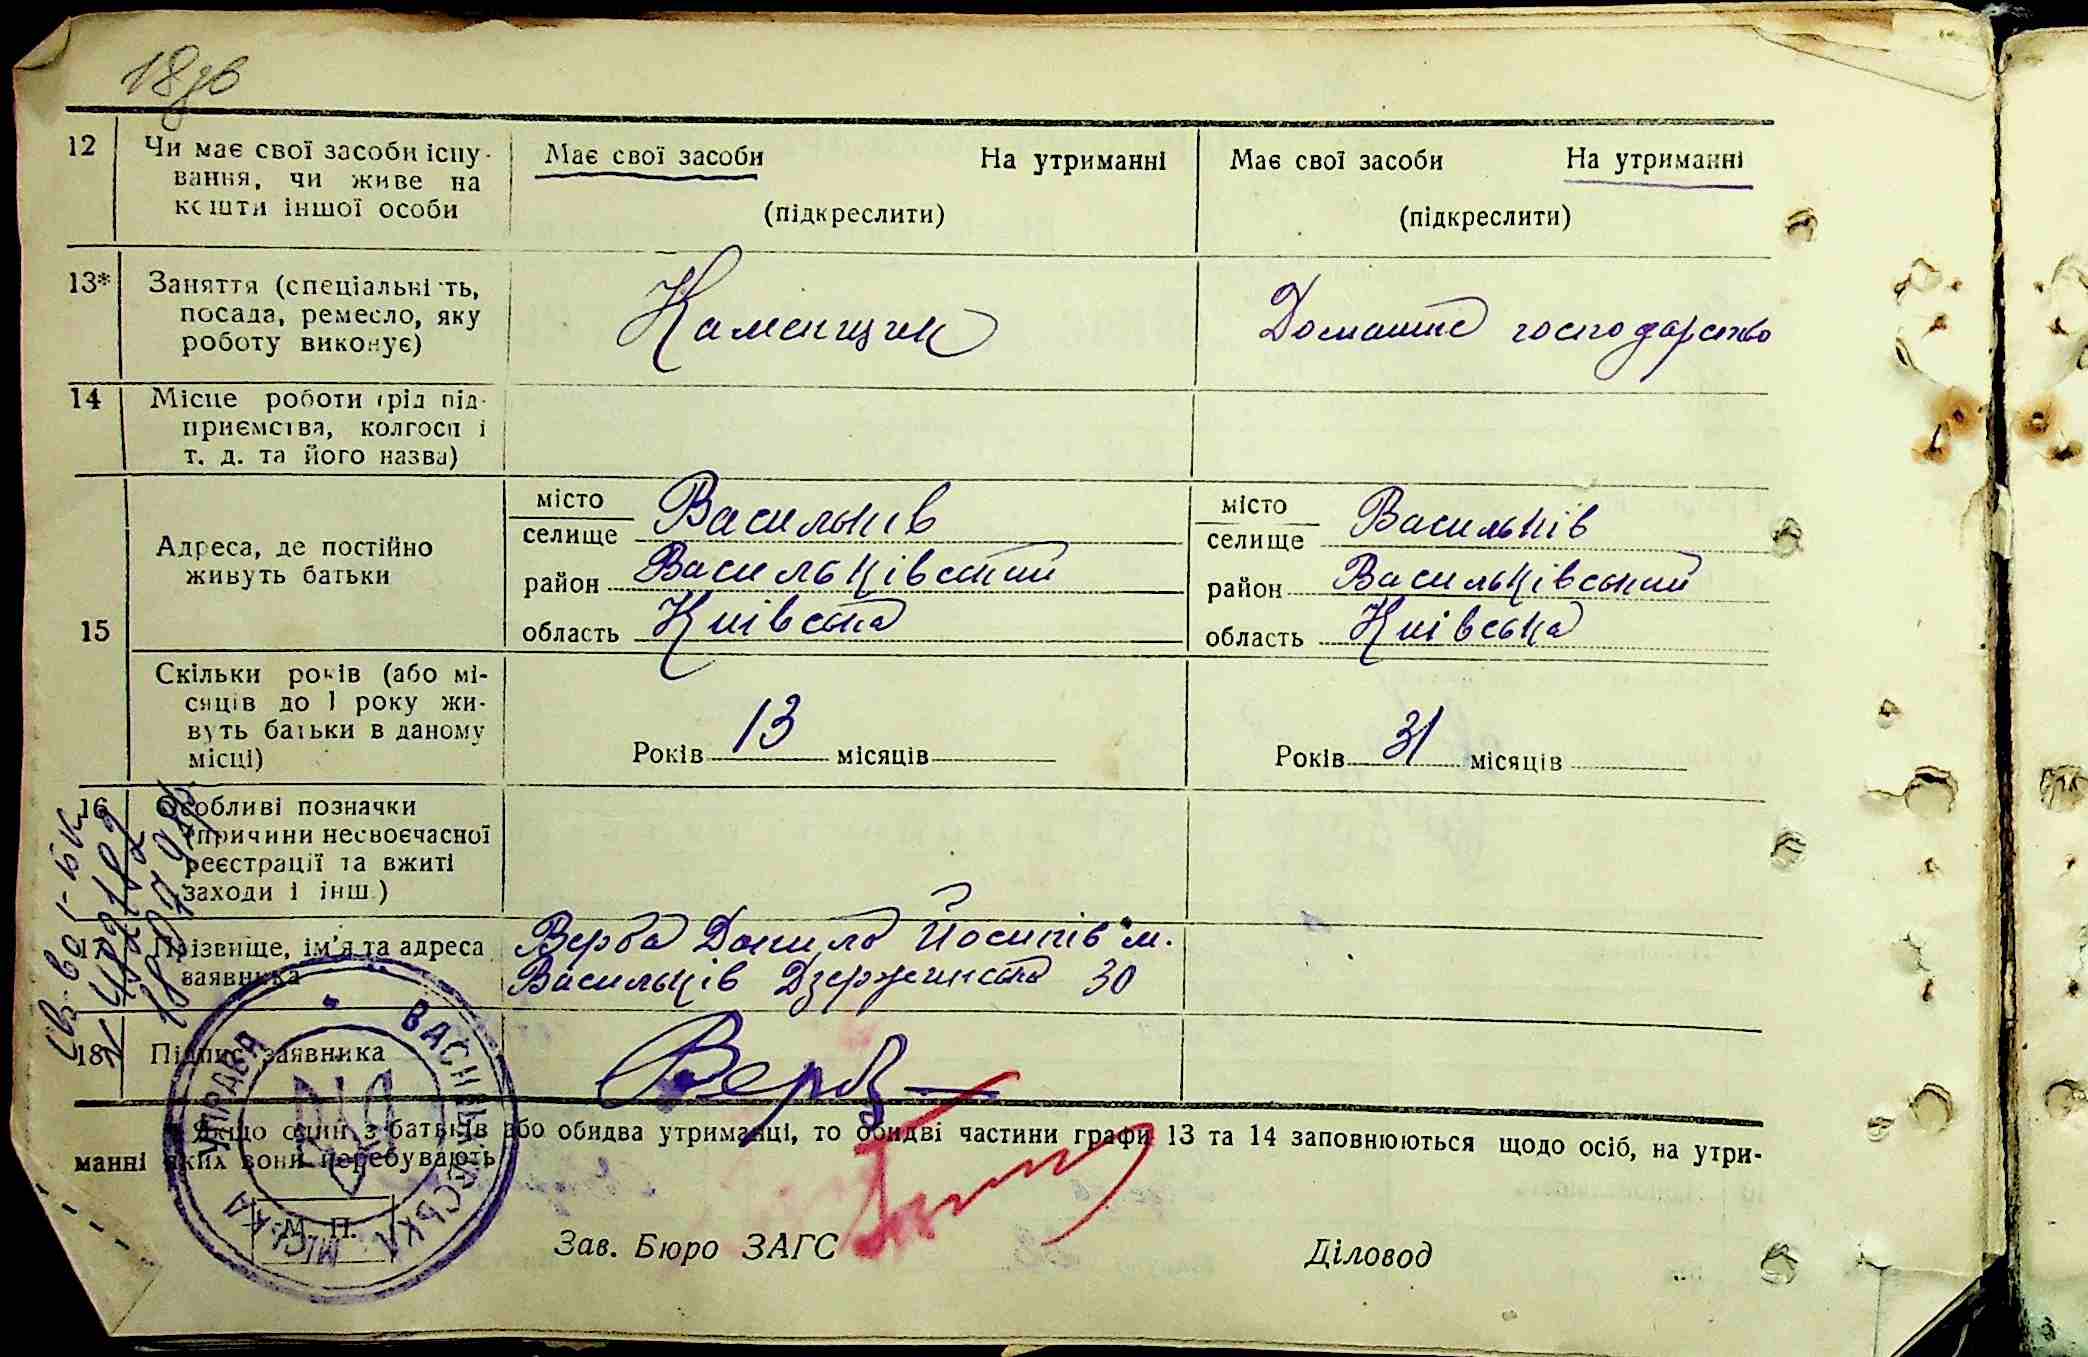 18зв
12 Чи має свої засоби існу-
вання, чи живе на
кошти іншої особи
Має свої засоби На утриманні
(підкреслити)
Має свої засоби На утриманні
(підкреслити)
13* Заняття (спеціальність,
посада, ремесло, яку
роботу виконує)
Каменщик
Домашнє господарство
14 Місце роботи (рід під-
приємства, колгосп і
т. д. та його назва)
15
Адреса, де постійно
живуть батьки
місто
селище Васильків
район Васильківський
область Київська
місто
селище Васильків
район Васильківський
область Київська
Скільки років (або мі-
сяців до 1 року жи-
вуть батьки в даному
місці)
Років 13 місяців
Років 31 місяців
16 Особливі позначки
(причини несвоєчасної
реєстрації та вжиті
заходи і інш.)
17 Прізвище, ім'я та адреса
заявника
Верба Данило Йосипів м.
Васильків Дзержинська 30
18 Підпис заявника
Верб
* Якщо один з батьків або обидва утриманці, то обидві частини графи 13 та 14 заповнюються щодо осіб, на утри-
манні яких вони перебувають
ВАСИЛЬКІВСЬКА МІСЬКА УПРАВА
М. П.
Зав. Бюро ЗАГС
Діловод